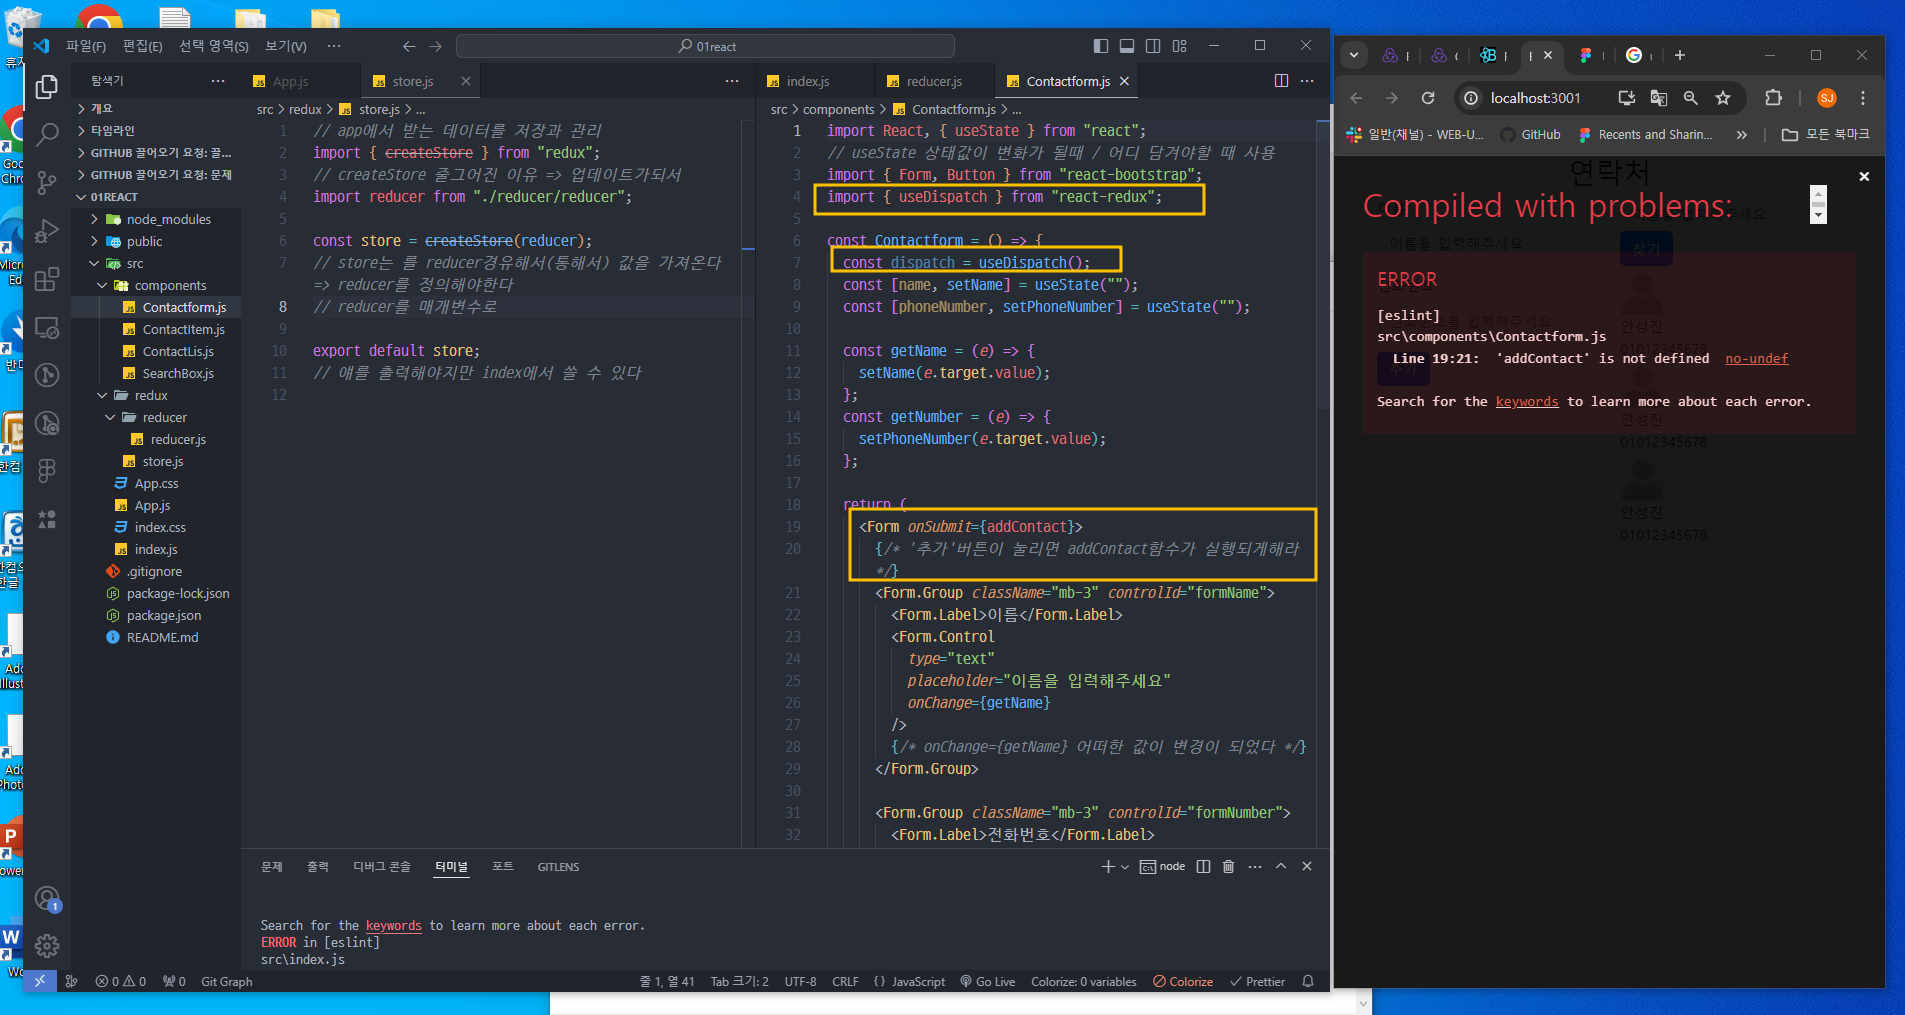 파일(F) 편집(E) 선택 영역(S) 보기(V) ··· 01react
탐색기 ···
개요
타임라인
GITHUB 끌어오기 요청: 끌...
GITHUB 끌어오기 요청: 문제
01REACT
node_modules
public
src
components
Contactform.js
ContactItem.js
ContactLis.js
SearchBox.js
redux
reducer
reducer.js
store.js
App.css
App.js
index.css
index.js
.gitignore
package-lock.json
package.json
README.md
App.js store.js
src > redux > store.js > ...
1 // app에서 받는 데이터를 저장과 관리
2 import { createStore } from "redux";
3 // createStore 줄그어진 이유 => 업데이트가되서
4 import reducer from "./reducer/reducer";
5
6 const store = createStore(reducer);
7 // store는 를 reducer경유해서(통해서) 값을 가져온다
=> reducer를 정의해야한다
8 // reducer를 매개변수로
9
10 export default store;
11 // 얘를 출력해야지만 index에서 쓸 수 있다
12
index.js reducer.js Contactform.js
src > components > Contactform.js > ...
1 import React, { useState } from "react";
2 // useState 상태값이 변화가 될때 / 어디 담겨야할 때 사용
3 import { Form, Button } from "react-bootstrap";
4 import { useDispatch } from "react-redux";
5
6 const Contactform = () => {
7 const dispatch = useDispatch();
8 const [name, setName] = useState("");
9 const [phoneNumber, setPhoneNumber] = useState("");
10
11 const getName = (e) => {
12 setName(e.target.value);
13 };
14 const getNumber = (e) => {
15 setPhoneNumber(e.target.value);
16 };
17
18 return (
19 <Form onSubmit={addContact}>
20 {/* '추가'버튼이 눌리면 addContact함수가 실행되게해라
*/}
21 <Form.Group className="mb-3" controlId="formName">
22 <Form.Label>이름</Form.Label>
23 <Form.Control
24 type="text"
25 placeholder="이름을 입력해주세요"
26 onChange={getName}
27 />
28 {/* onChange={getName} 어떠한 값이 변경이 되었다 */}
29 </Form.Group>
30
31 <Form.Group className="mb-3" controlId="formNumber">
32 <Form.Label>전화번호</Form.Label>
문제 출력 디버그 콘솔 터미널 포트 GITLENS node
Search for the keywords to learn more about each error.
ERROR in [eslint]
src\index.js
0 0 0 Git Graph 줄 1, 열 41 Tab 크기: 2 UTF-8 CRLF {} JavaScript Go Live Colorize: 0 variables Colorize Prettier
1
localhost:3001 SJ
일반(채널) - WEB-U... GitHub Recents and Sharin... » 모든 북마크
연락처
Compiled with problems:
이름을 입력해주세요 찾기
ERROR
[eslint]
src\components\Contactform.js
Line 19:21: 'addContact' is not defined no-undef
추가
Search for the keywords to learn more about each error.
안성진
안성진
01012345678
안성진
01012345678